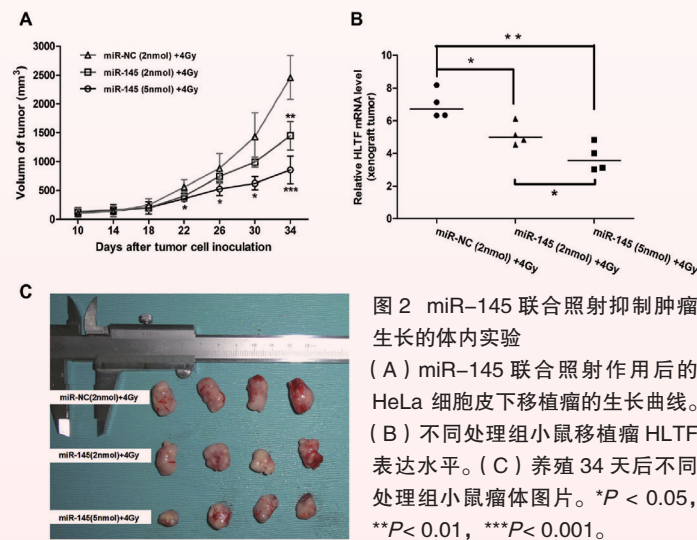 A
miR-NC (2nmol) +4Gy
miR-145 (2nmol) +4Gy
miR-145 (5nmol) +4Gy
Volumn of tumor (mm³)
3000
2500
2000
1500
1000
500
0
10 14 18 22 26 30 34
* * * ** ***
Days after tumor cell inoculation
B
Relative HLTF mRNA level
(xenograft tumor)
10
8
6
4
2
0
* *
*
*
miR-NC (2nmol) +4Gy
miR-145 (2nmol) +4Gy
miR-145 (5nmol) +4Gy
C
miR-NC(2nmol)+4Gy
miR-145(2nmol)+4Gy
miR-145(5nmol)+4Gy
图 2 miR-145 联合照射抑制肿瘤
生长的体内实验
(A)miR-145 联合照射作用后的
HeLa 细胞皮下移植瘤的生长曲线。
(B)不同处理组小鼠移植瘤 HLTF
表达水平。(C)养殖 34 天后不同
处理组小鼠瘤体图片。*P < 0.05,
**P< 0.01, ***P< 0.001。